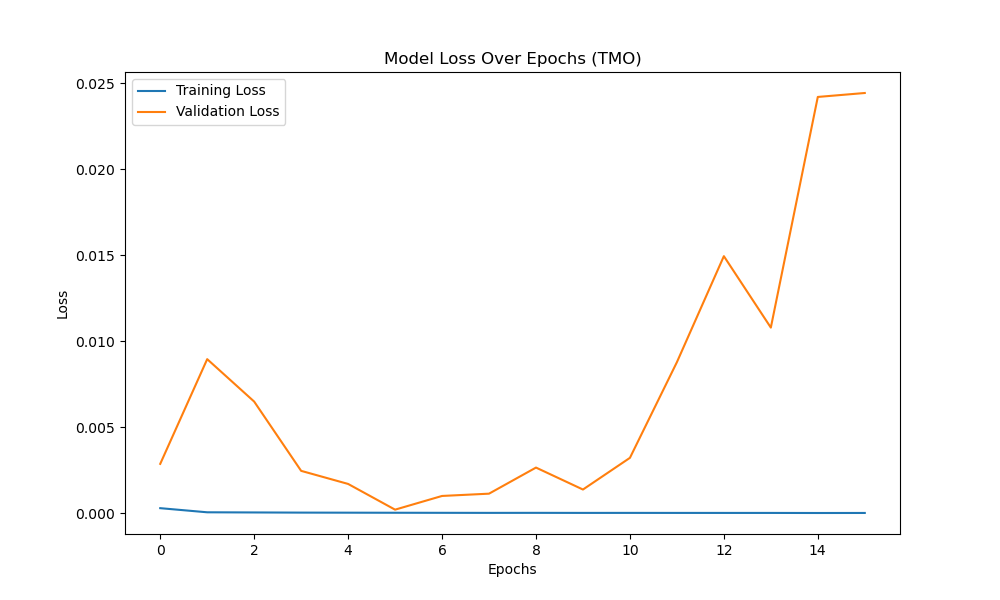 Model Loss Over Epochs (TMO)
Training Loss
Validation Loss
0.025
0.020
0.015
0.010
0.005
0.000
Loss
0 2 4 6 8 10 12 14
Epochs